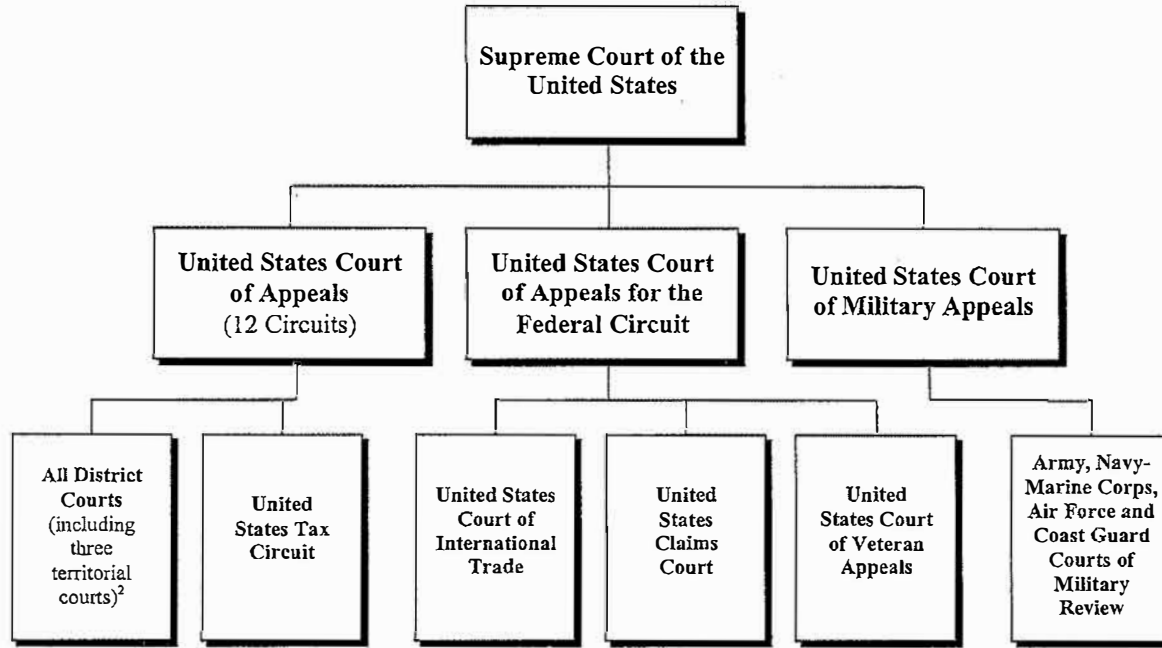 Supreme Court of the
United States
United States Court
of Appeals
(12 Circuits)
United States Court
of Appeals for the
Federal Circuit
United States Court
of Military Appeals
All District
Courts
(including
three
territorial
courts)²
United
States Tax
Circuit
United States
Court of
International
Trade
United
States
Claims
Court
United
States Court
of Veteran
Appeals
Army, Navy-
Marine Corps,
Air Force and
Coast Guard
Courts of
Military
Review